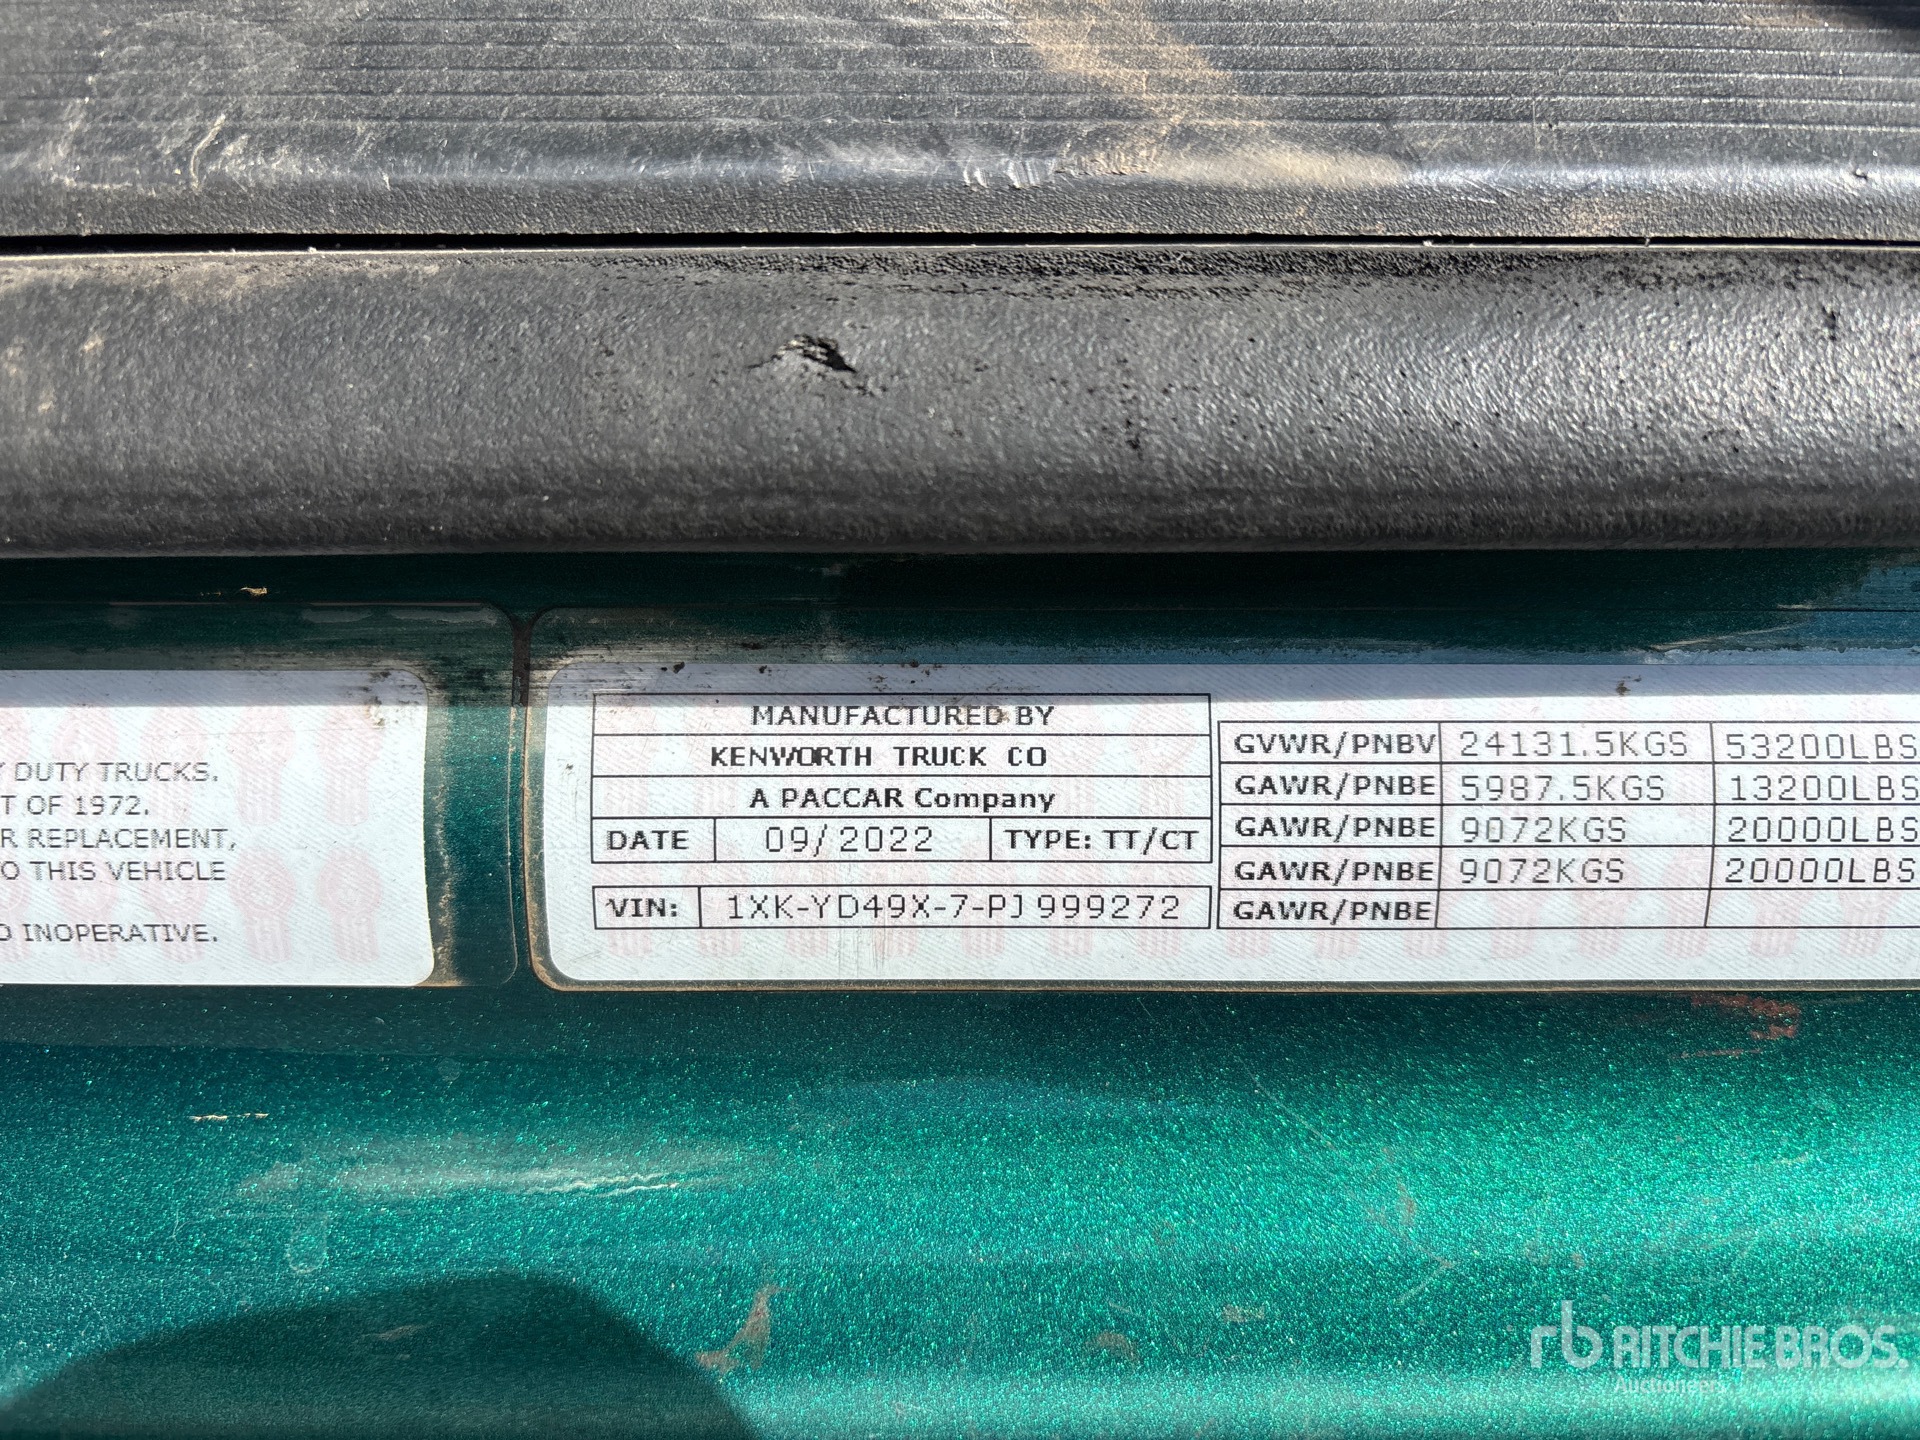 DUTY TRUCKS.
T OF 1972.
R REPLACEMENT,
O THIS VEHICLE
INOPERATIVE.
MANUFACTURED BY
KENWORTH TRUCK CO
A PACCAR Company
DATE 09/2022 TYPE: TT/CT
VIN: 1XK-YD49X-7-PJ999272
GVWR/PNBV 24131.5KGS 53200LBS
GAWR/PNBE 5987.5KGS 13200LBS
GAWR/PNBE 9072KGS 20000LBS
GAWR/PNBE 9072KGS 20000LBS
GAWR/PNBE
rb RITCHIE BROS.
Auctioneers